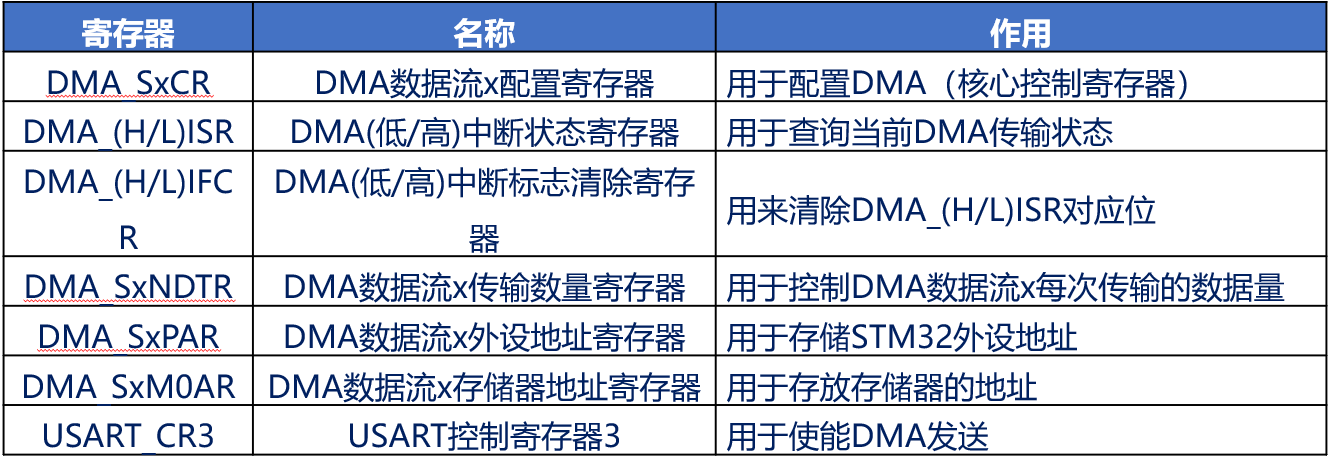 寄存器 名称 作用
DMA_SxCR DMA数据流x配置寄存器 用于配置DMA（核心控制寄存器）
DMA_(H/L)ISR DMA(低/高)中断状态寄存器 用于查询当前DMA传输状态
DMA_(H/L)IFC
R
DMA(低/高)中断标志清除寄存
器
用来清除DMA_(H/L)ISR对应位
DMA_SxNDTR DMA数据流x传输数量寄存器 用于控制DMA数据流x每次传输的数据量
DMA_SxPAR DMA数据流x外设地址寄存器 用于存储STM32外设地址
DMA_SxM0AR DMA数据流x存储器地址寄存器 用于存放存储器的地址
USART_CR3 USART控制寄存器3 用于使能DMA发送